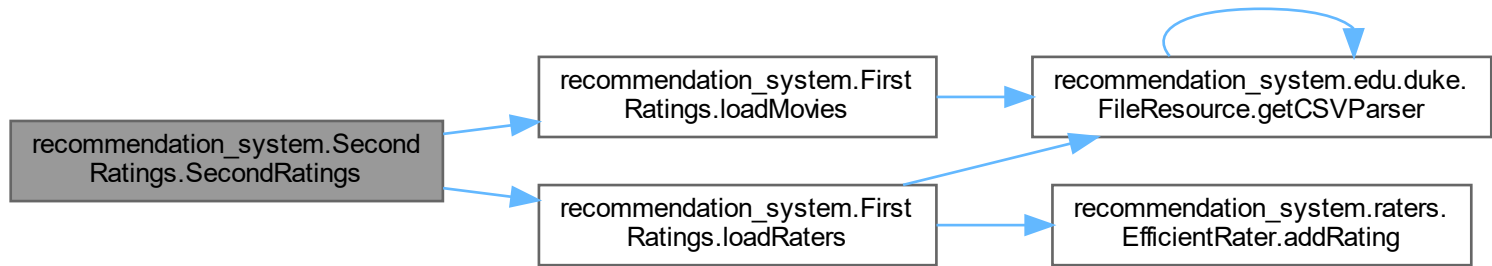 recommendation_system.Second
Ratings.SecondRatings
recommendation_system.First
Ratings.loadMovies
recommendation_system.First
Ratings.loadRaters
recommendation_system.edu.duke.
FileResource.getCSVParser
recommendation_system.raters.
EfficientRater.addRating